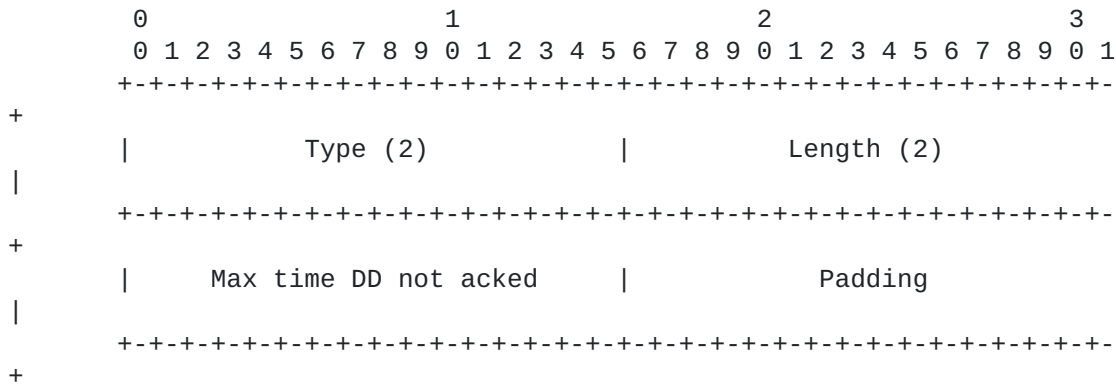 0                   1                   2                   3
0 1 2 3 4 5 6 7 8 9 0 1 2 3 4 5 6 7 8 9 0 1 2 3 4 5 6 7 8 9 0 1
+-+-+-+-+-+-+-+-+-+-+-+-+-+-+-+-+-+-+-+-+-+-+-+-+-+-+-+-+-+-+-+-
+
|           Type (2)            |          Length (2)
|
+-+-+-+-+-+-+-+-+-+-+-+-+-+-+-+-+-+-+-+-+-+-+-+-+-+-+-+-+-+-+-+-
+
|     Max time DD not acked     |            Padding
|
+-+-+-+-+-+-+-+-+-+-+-+-+-+-+-+-+-+-+-+-+-+-+-+-+-+-+-+-+-+-+-+-
+